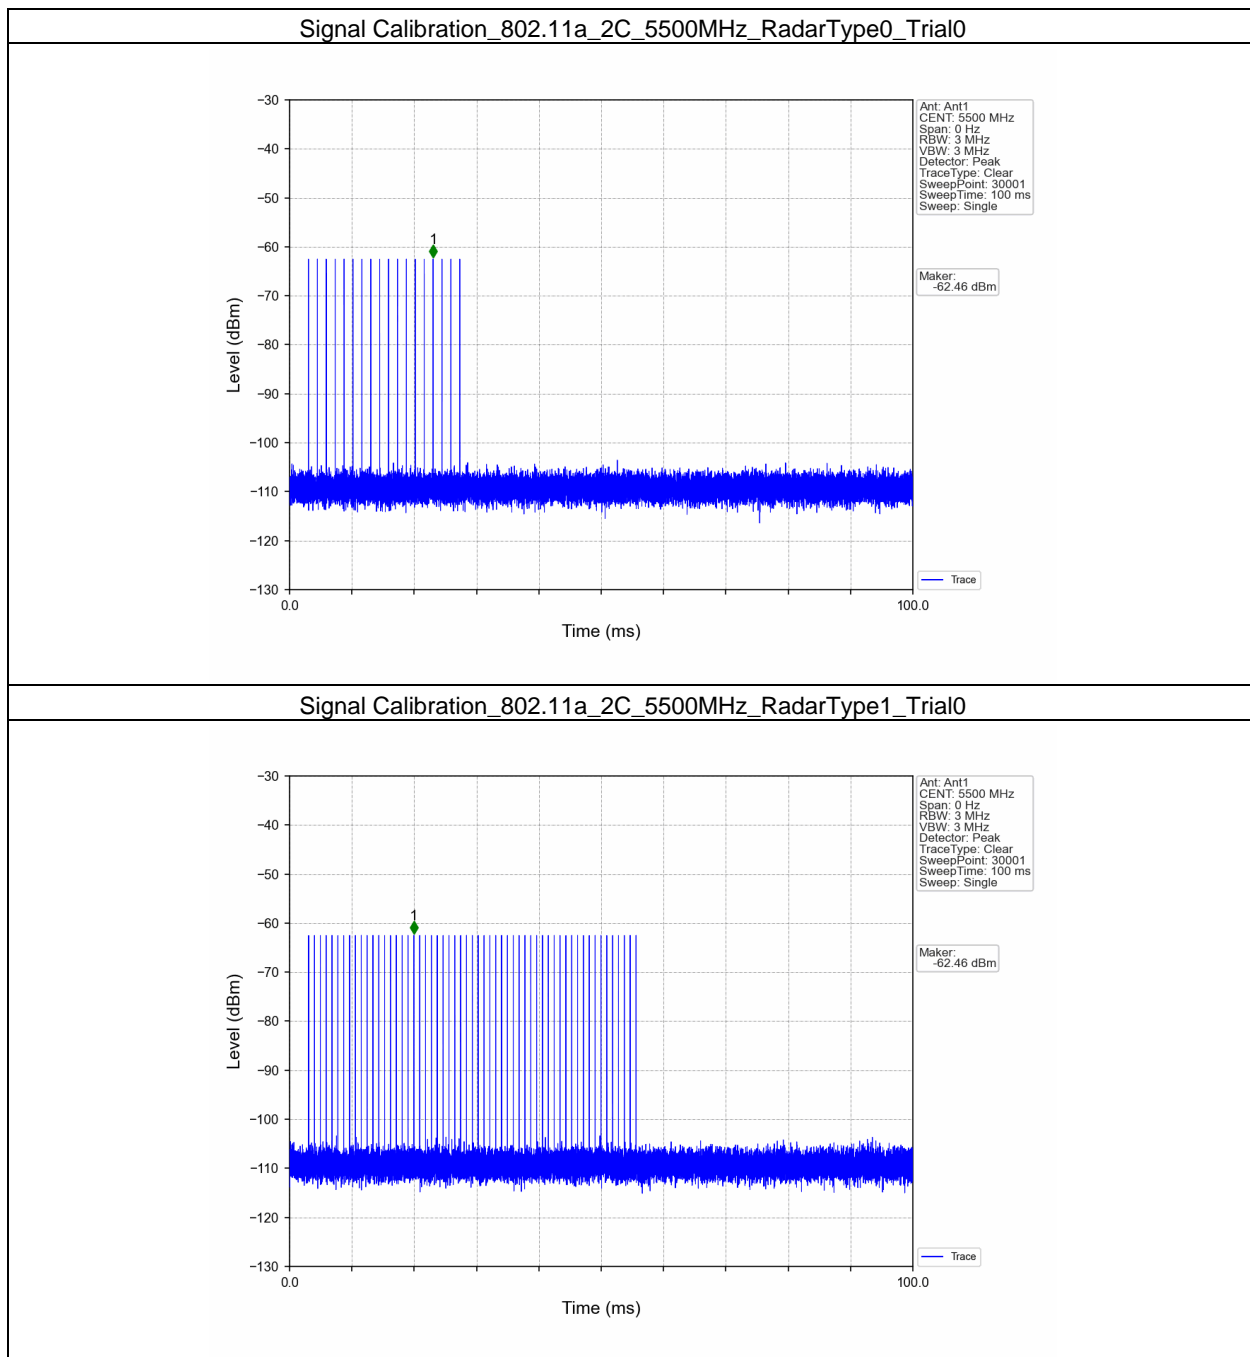 Signal Calibration_802.11a_2C_5500MHz_RadarType0_Trial0
−30
−40
−50
−60
−70
−80
−90
−100
−110
−120
−130
Level (dBm)
1
0.0
100.0
Time (ms)
Ant: Ant1
CENT: 5500 MHz
Span: 0 Hz
RBW: 3 MHz
VBW: 3 MHz
Detector: Peak
TraceType: Clear
SweepPoint: 30001
SweepTime: 100 ms
Sweep: Single
Maker:
-62.46 dBm
Trace
Signal Calibration_802.11a_2C_5500MHz_RadarType1_Trial0
−30
−40
−50
−60
−70
−80
−90
−100
−110
−120
−130
Level (dBm)
1
0.0
100.0
Time (ms)
Ant: Ant1
CENT: 5500 MHz
Span: 0 Hz
RBW: 3 MHz
VBW: 3 MHz
Detector: Peak
TraceType: Clear
SweepPoint: 30001
SweepTime: 100 ms
Sweep: Single
Maker:
-62.46 dBm
Trace